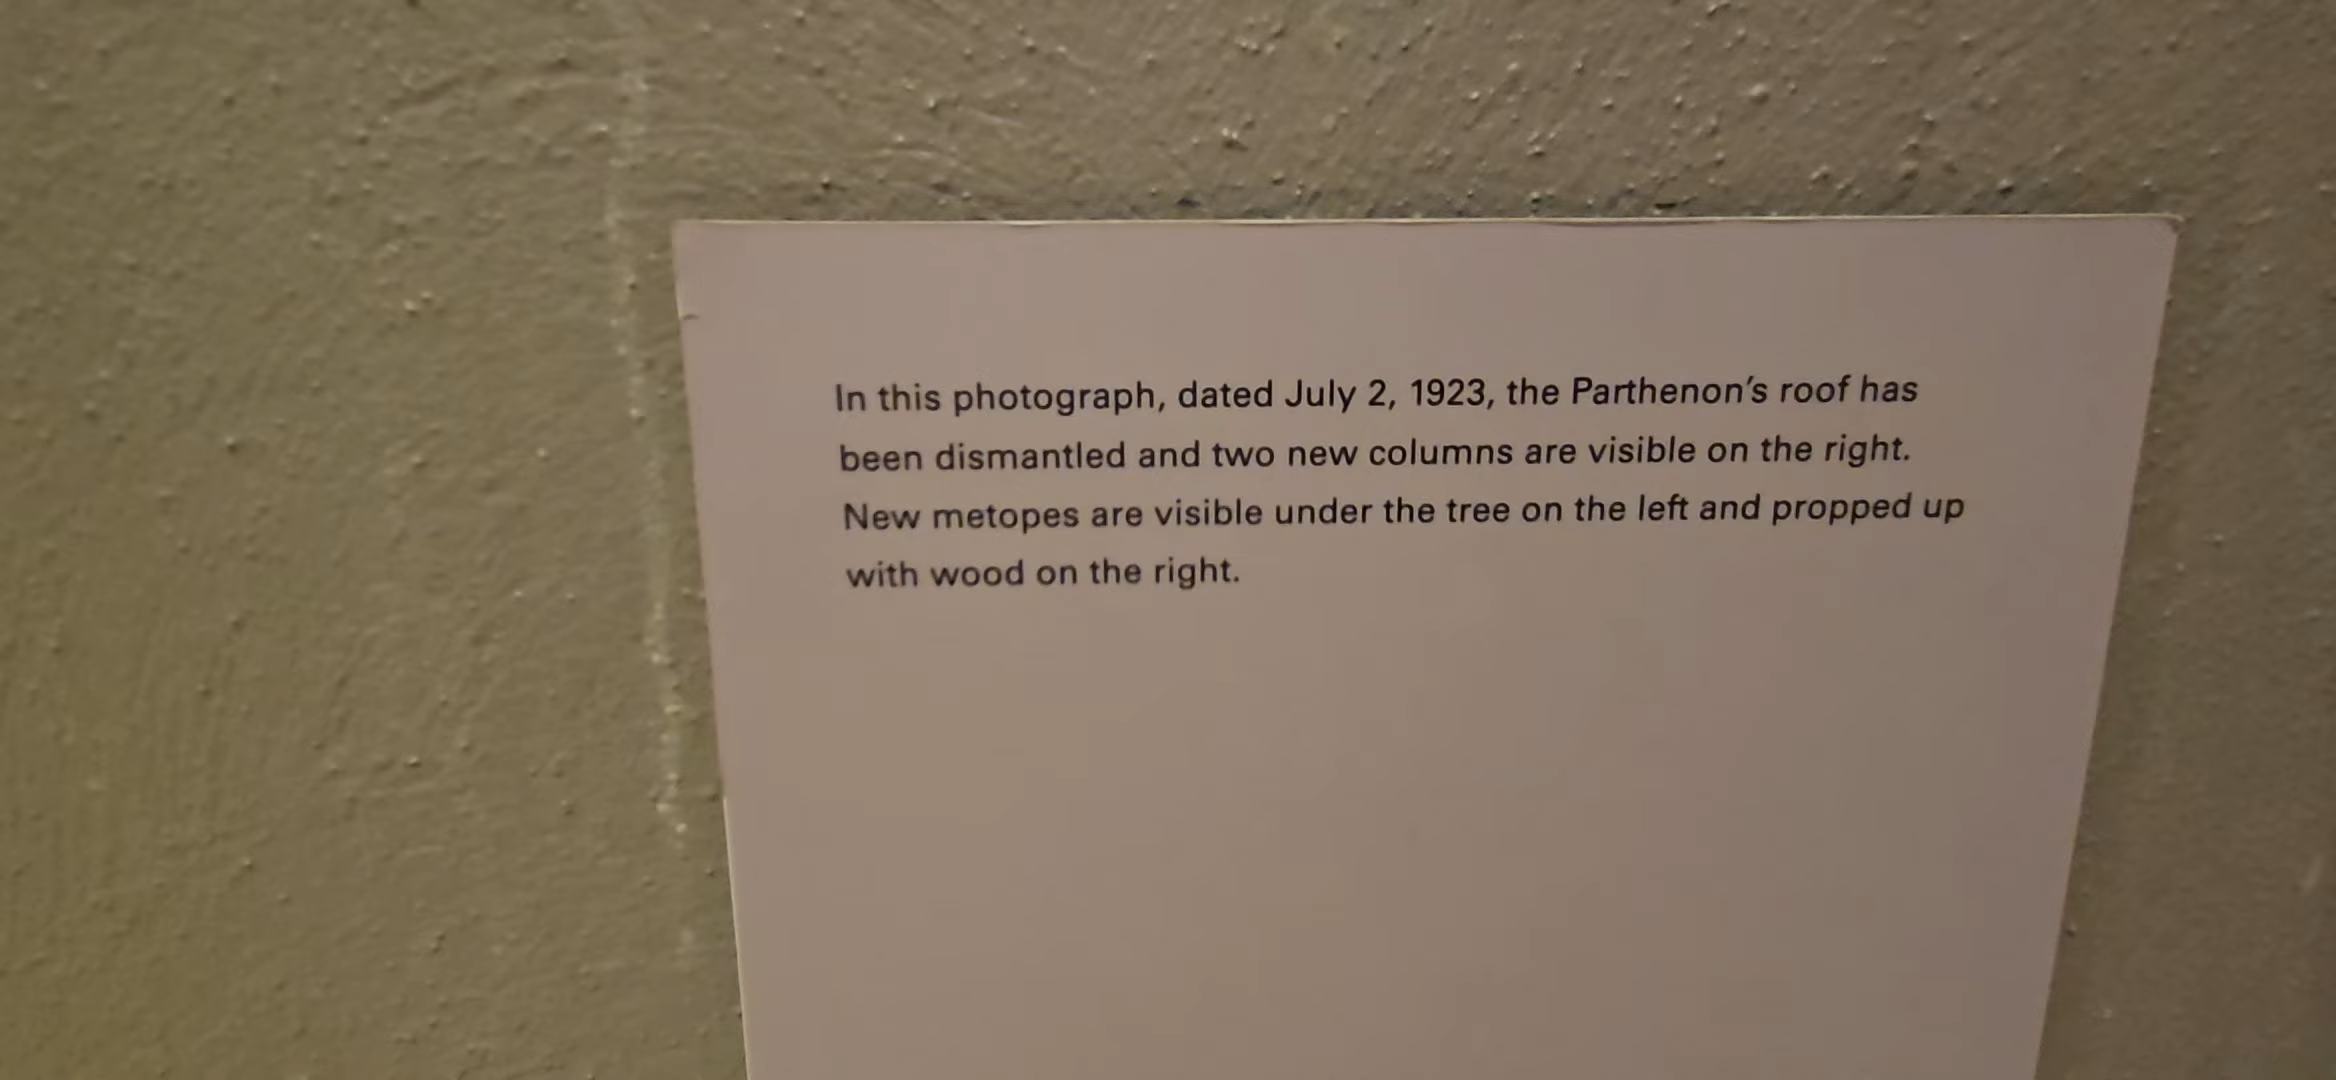 In this photograph, dated July 2, 1923, the Parthenon's roof has
been dismantled and two new columns are visible on the right.
New metopes are visible under the tree on the left and propped up
with wood on the right.